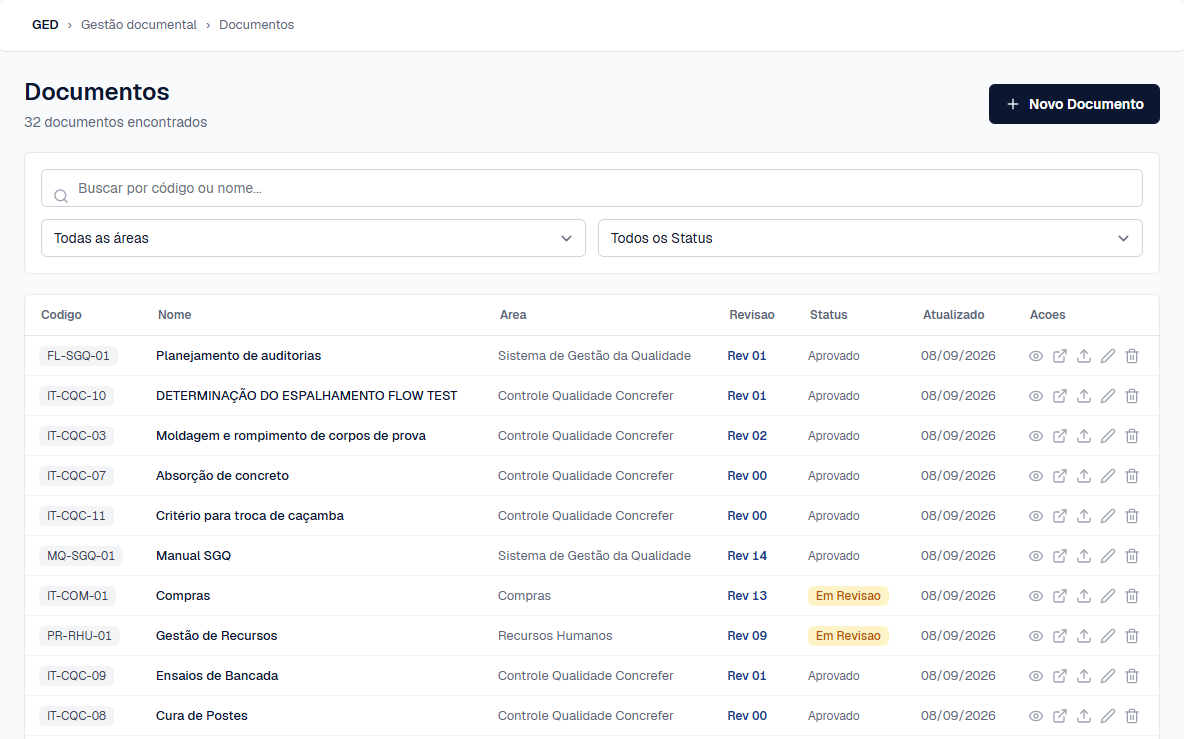 GED › Gestão documental › Documentos
Documentos
32 documentos encontrados
+ Novo Documento
Buscar por código ou nome...
Todas as áreas Todos os Status
Codigo Nome Area Revisao Status Atualizado Acoes
FL-SGQ-01 Planejamento de auditorias Sistema de Gestão da Qualidade Rev 01 Aprovado 08/09/2026
IT-CQC-10 DETERMINAÇÃO DO ESPALHAMENTO FLOW TEST Controle Qualidade Concrefer Rev 01 Aprovado 08/09/2026
IT-CQC-03 Moldagem e rompimento de corpos de prova Controle Qualidade Concrefer Rev 02 Aprovado 08/09/2026
IT-CQC-07 Absorção de concreto Controle Qualidade Concrefer Rev 00 Aprovado 08/09/2026
IT-CQC-11 Critério para troca de caçamba Controle Qualidade Concrefer Rev 00 Aprovado 08/09/2026
MQ-SGQ-01 Manual SGQ Sistema de Gestão da Qualidade Rev 14 Aprovado 08/09/2026
IT-COM-01 Compras Compras Rev 13 Em Revisao 08/09/2026
PR-RHU-01 Gestão de Recursos Recursos Humanos Rev 09 Em Revisao 08/09/2026
IT-CQC-09 Ensaios de Bancada Controle Qualidade Concrefer Rev 01 Aprovado 08/09/2026
IT-CQC-08 Cura de Postes Controle Qualidade Concrefer Rev 00 Aprovado 08/09/2026